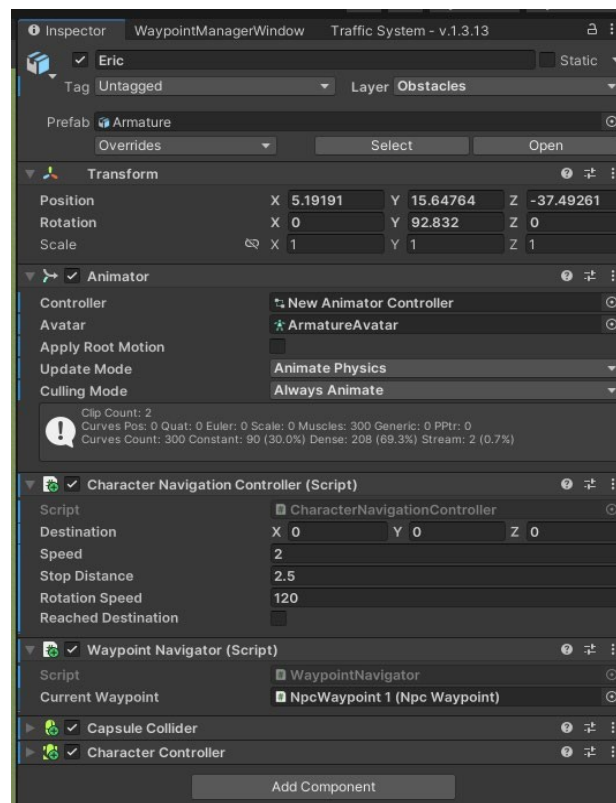 Inspector WaypointManagerWindow Traffic System - v.1.3.13
Eric Static
Tag Untagged Layer Obstacles
Prefab Armature
Overrides Select Open
Transform
Position X 5.19191 Y 15.64764 Z -37.49261
Rotation X 0 Y 92.832 Z 0
Scale X 1 Y 1 Z 1
Animator
Controller New Animator Controller
Avatar ArmatureAvatar
Apply Root Motion
Update Mode Animate Physics
Culling Mode Always Animate
Clip Count: 2
Curves Pos: 0 Quat: 0 Euler: 0 Scale: 0 Muscles: 300 Generic: 0 PPtr: 0
Curves Count: 300 Constant: 90 (30.0%) Dense: 208 (69.3%) Stream: 2 (0.7%)
Character Navigation Controller (Script)
Script CharacterNavigationController
Destination X 0 Y 0 Z 0
Speed 2
Stop Distance 2.5
Rotation Speed 120
Reached Destination
Waypoint Navigator (Script)
Script WaypointNavigator
Current Waypoint NpcWaypoint 1 (Npc Waypoint)
Capsule Collider
Character Controller
Add Component